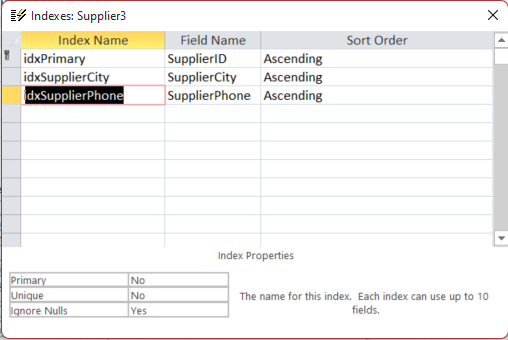 Indexes: Supplier3
Index Name Field Name Sort Order
idxPrimary SupplierID Ascending
idxSupplierCity SupplierCity Ascending
idxSupplierPhone SupplierPhone Ascending
Index Properties
Primary No
Unique No
Ignore Nulls Yes
The name for this index. Each index can use up to 10
fields.